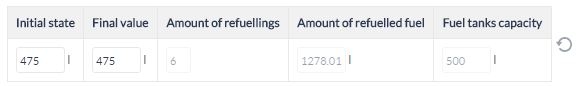 Initial state Final value Amount of refuellings Amount of refuelled fuel Fuel tanks capacity
475 l 475 l 6 1278.01 l 500 l